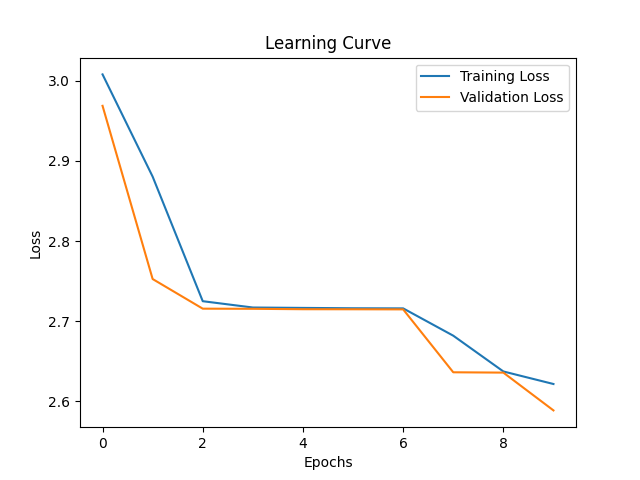 Learning Curve
Training Loss
Validation Loss
3.0
2.9
2.8
2.7
2.6
Loss
0 2 4 6 8
Epochs